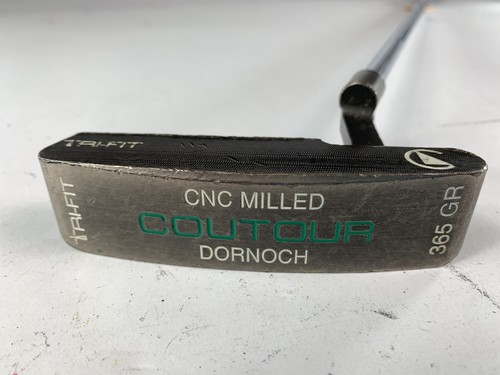 TRI-FIT
TRI-FIT
CNC MILLED
COUTOUR
DORNOCH
365 GR